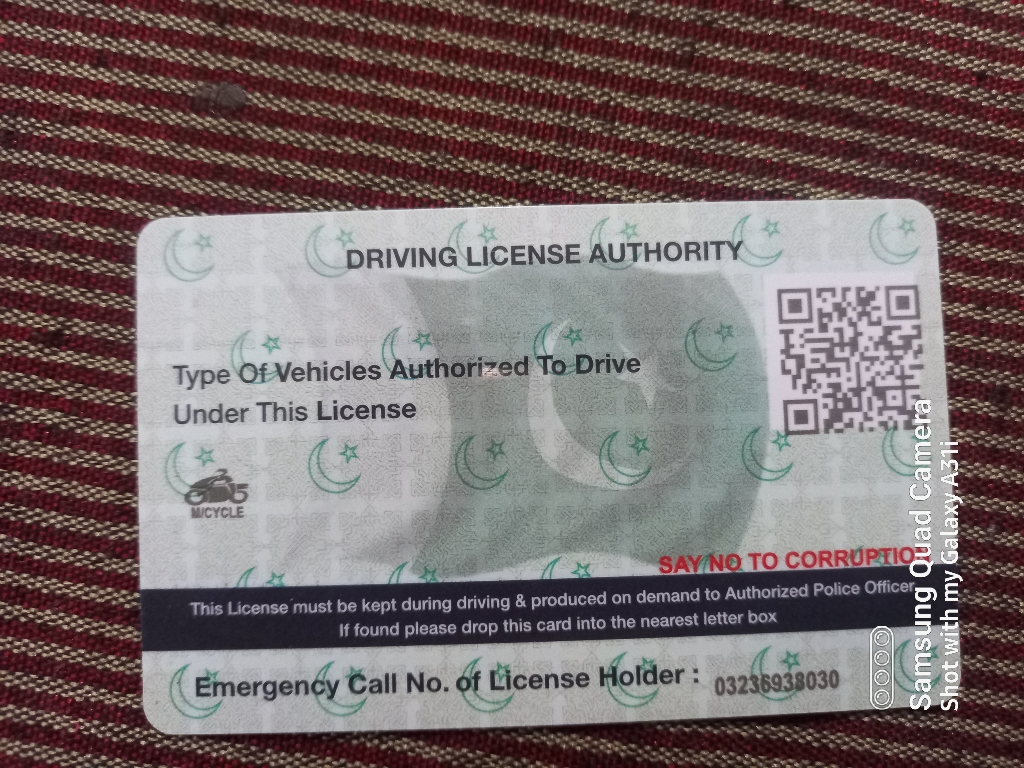 DRIVING LICENSE AUTHORITY
Type Of Vehicles Authorized To Drive
Under This License
M/CYCLE
SAY NO TO CORRUPTION
This License must be kept during driving & produced on demand to Authorized Police Officer
If found please drop this card into the nearest letter box
Emergency Call No. of License Holder : 03236938030
Samsung Quad Camera
Shot with my Galaxy A31i